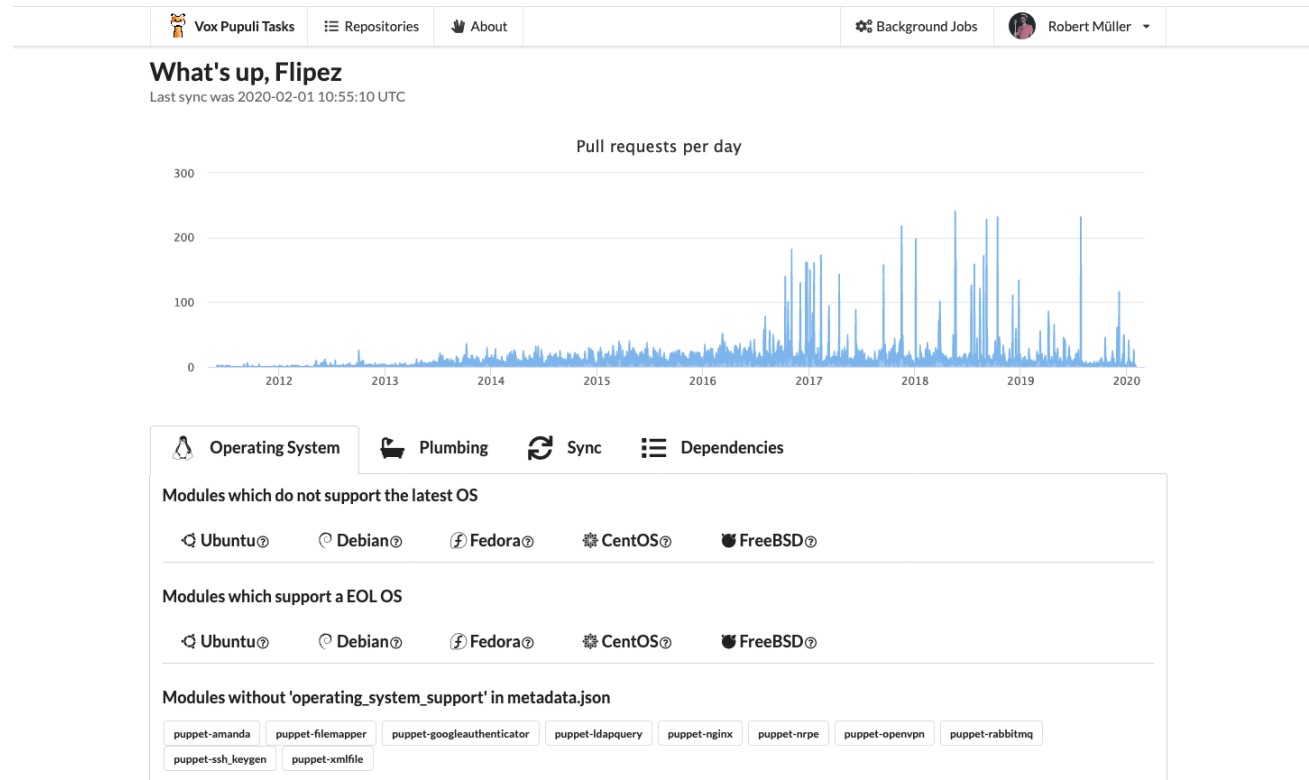 Vox Pupuli Tasks Repositories About Background Jobs Robert Müller
What's up, Flipez
Last sync was 2020-02-01 10:55:10 UTC
Pull requests per day
300
200
100
0
2012 2013 2014 2015 2016 2017 2018 2019 2020
Operating System Plumbing Sync Dependencies
Modules which do not support the latest OS
Ubuntu Debian Fedora CentOS FreeBSD
Modules which support a EOL OS
Ubuntu Debian Fedora CentOS FreeBSD
Modules without 'operating_system_support' in metadata.json
puppet-amanda puppet-filemapper puppet-googleauthenticator puppet-ldapquery puppet-nginx puppet-nrpe puppet-openvpn puppet-rabbitmq
puppet-ssh_keygen puppet-xmlfile